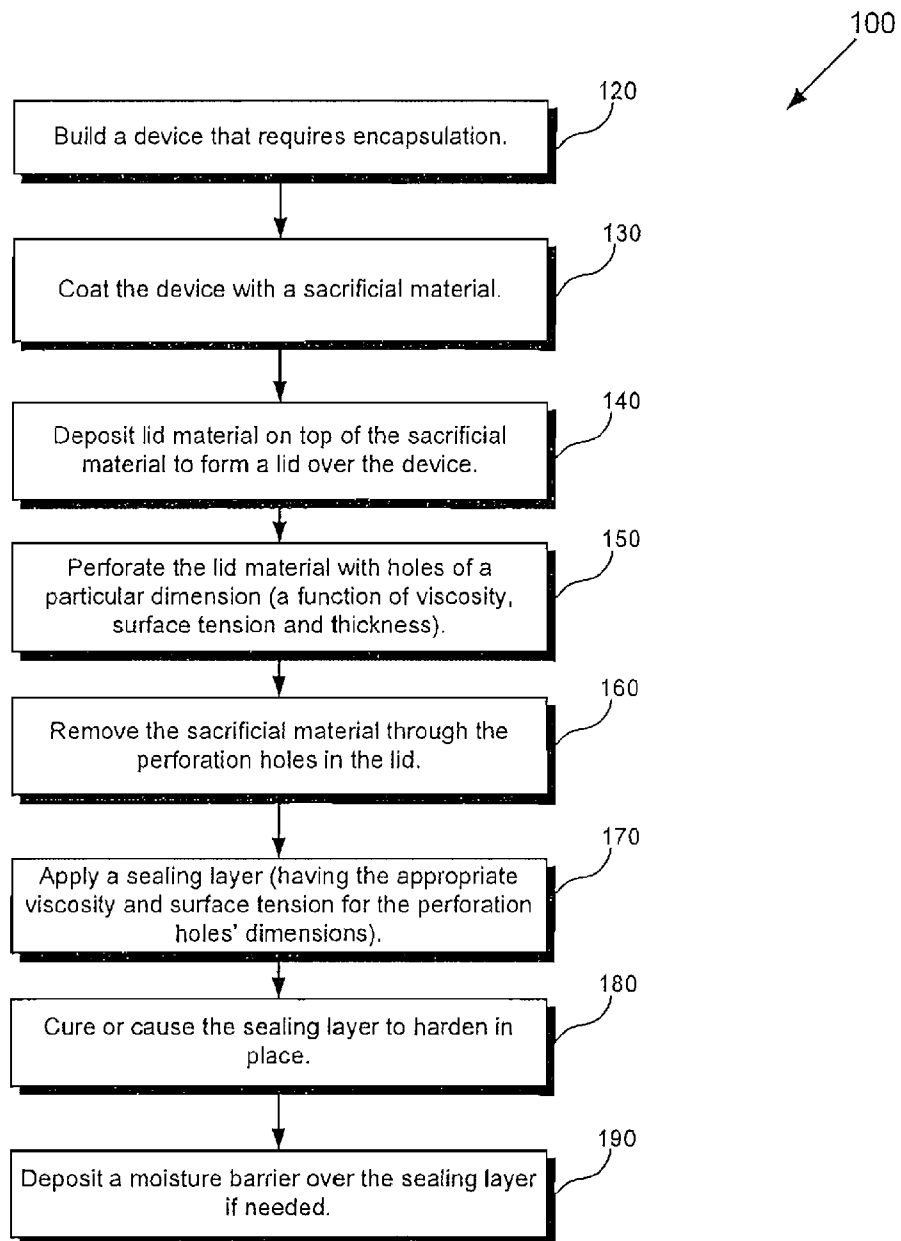 100
120
Build a device that requires encapsulation.
130
Coat the device with a sacrificial material.
140
Deposit lid material on top of the sacrificial
material to form a lid over the device.
150
Perforate the lid material with holes of a
particular dimension (a function of viscosity,
surface tension and thickness).
160
Remove the sacrificial material through the
perforation holes in the lid.
170
Apply a sealing layer (having the appropriate
viscosity and surface tension for the perforation
holes' dimensions).
180
Cure or cause the sealing layer to harden in
place.
190
Deposit a moisture barrier over the sealing layer
if needed.